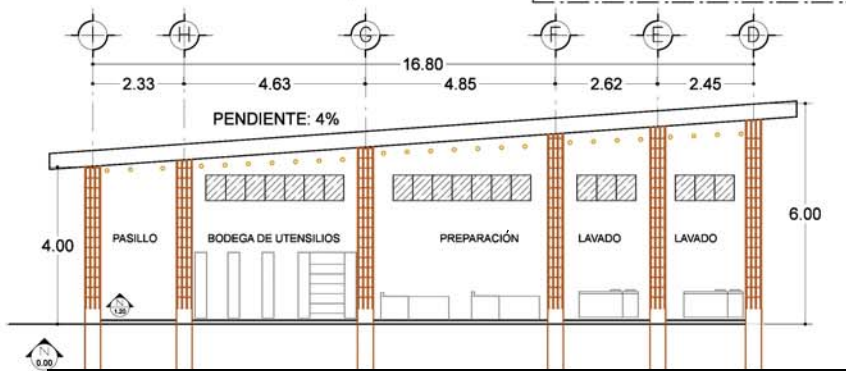 I H G F E D
16.80
2.33 4.63 4.85 2.62 2.45
PENDIENTE: 4%
4.00
6.00
PASILLO BODEGA DE UTENSILIOS PREPARACIÓN LAVADO LAVADO
N
1.20
N
0.00